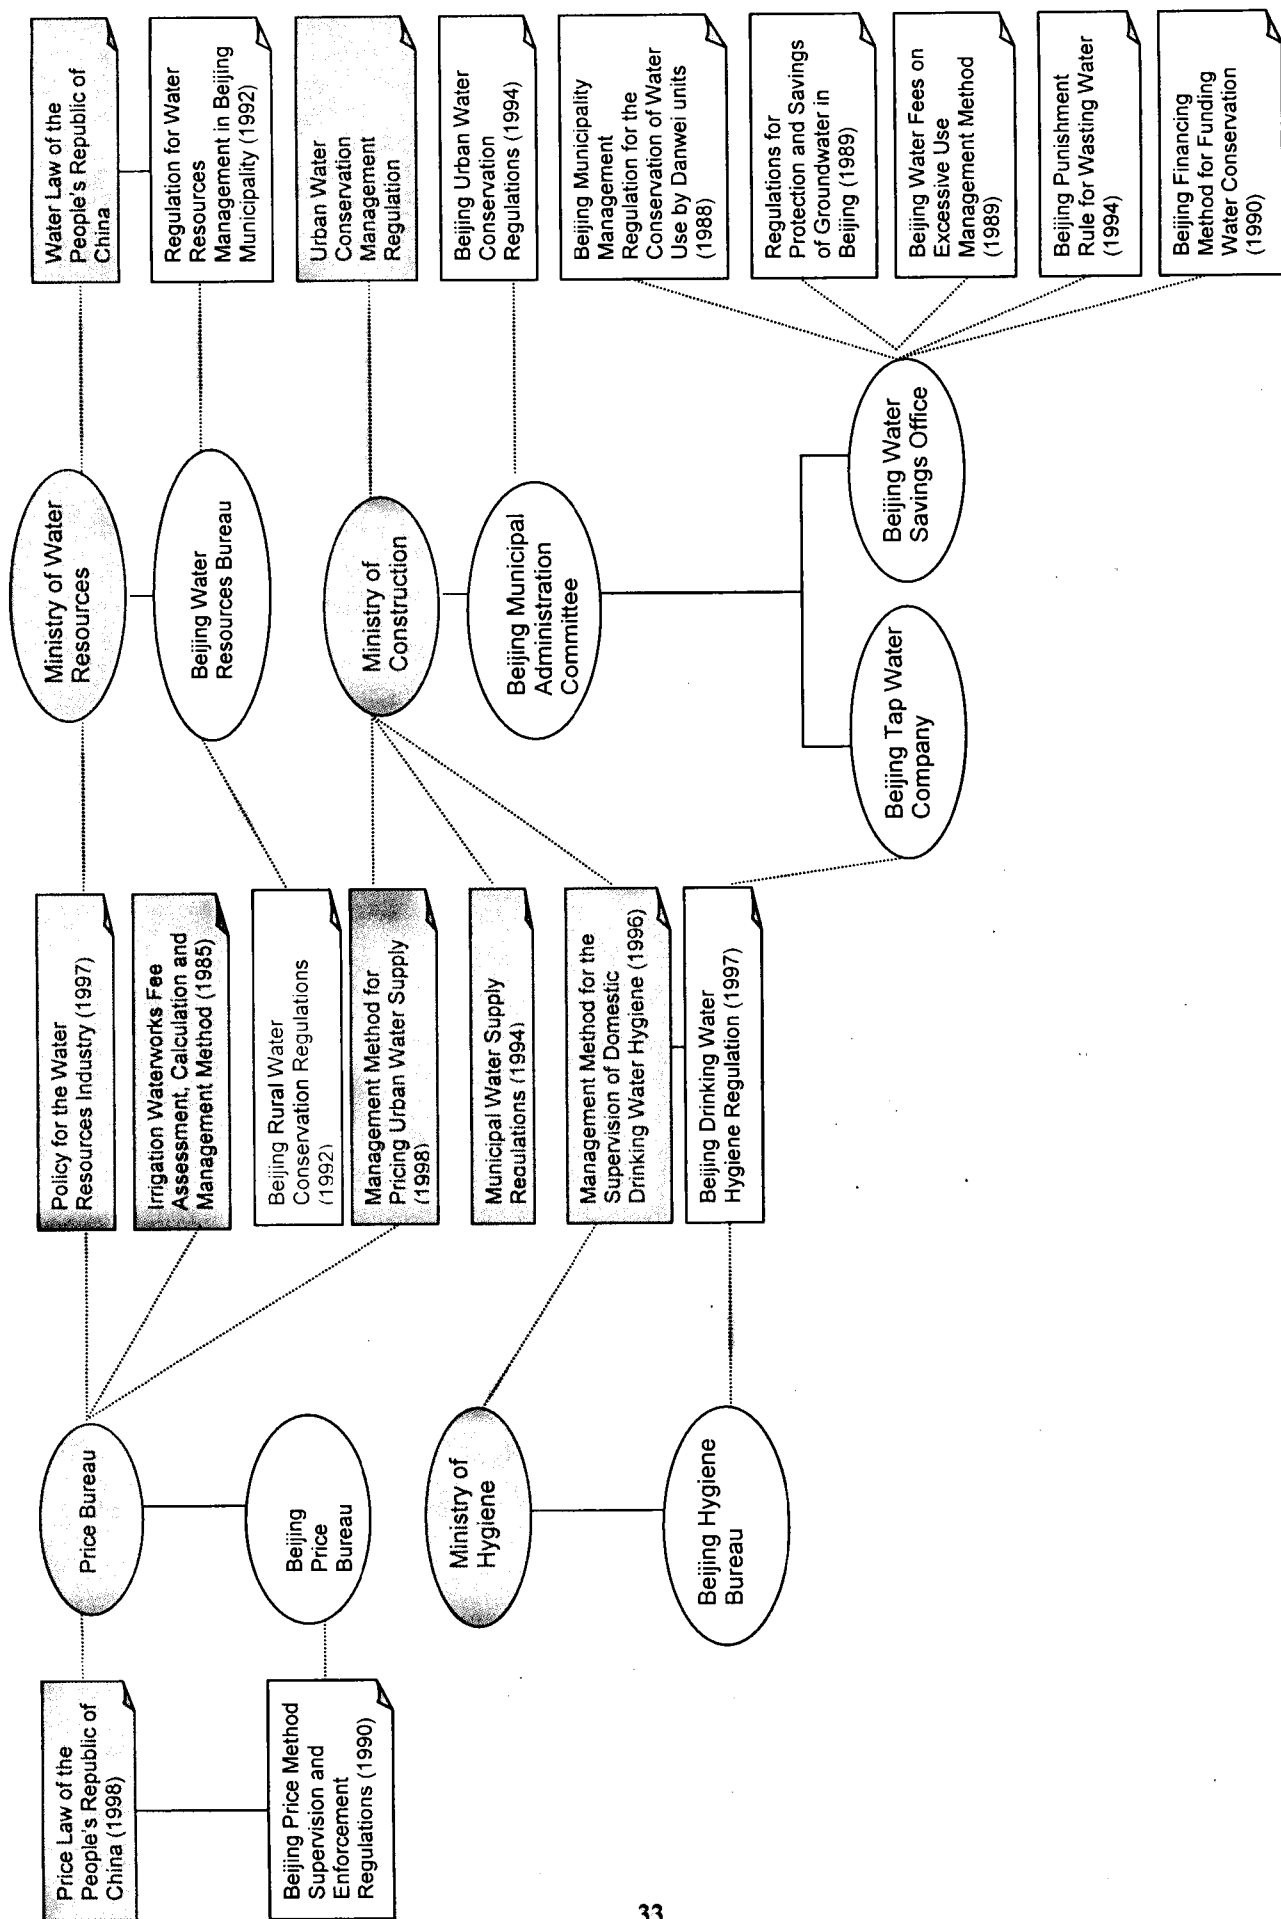 Price Law of the
People's Republic of
China (1998)
Beijing Price Method
Supervision and
Enforcement
Regulations (1990)
Price Bureau
Beijing
Price
Bureau
Ministry of
Hygiene
Beijing Hygiene
Bureau
Policy for the Water
Resources Industry (1997)
Irrigation Waterworks Fee
Assessment, Calculation and
Management Method (1985)
Beijing Rural Water
Conservation Regulations
(1992)
Management Method for
Pricing Urban Water Supply
(1998)
Municipal Water Supply
Regulations (1994)
Management Method for the
Supervision of Domestic
Drinking Water Hygiene (1996)
Beijing Drinking Water
Hygiene Regulation (1997)
Ministry of Water
Resources
Beijing Water
Resources Bureau
Ministry of
Construction
Beijing Municipal
Administration
Committee
Beijing Tap Water
Company
Beijing Water
Savings Office
Water Law of the
People's Republic of
China
Regulation for Water
Resources
Management in Beijing
Municipality (1992)
Urban Water
Conservation
Management
Regulation
Beijing Urban Water
Conservation
Regulations (1994)
Beijing Municipality
Management
Regulation for the
Conservation of Water
Use by Danwei units
(1988)
Regulations for
Protection and Savings
of Groundwater in
Beijing (1989)
Beijing Water Fees on
Excessive Use
Management Method
(1989)
Beijing Punishment
Rule for Wasting Water
(1994)
Beijing Financing
Method for Funding
Water Conservation
(1990)
33